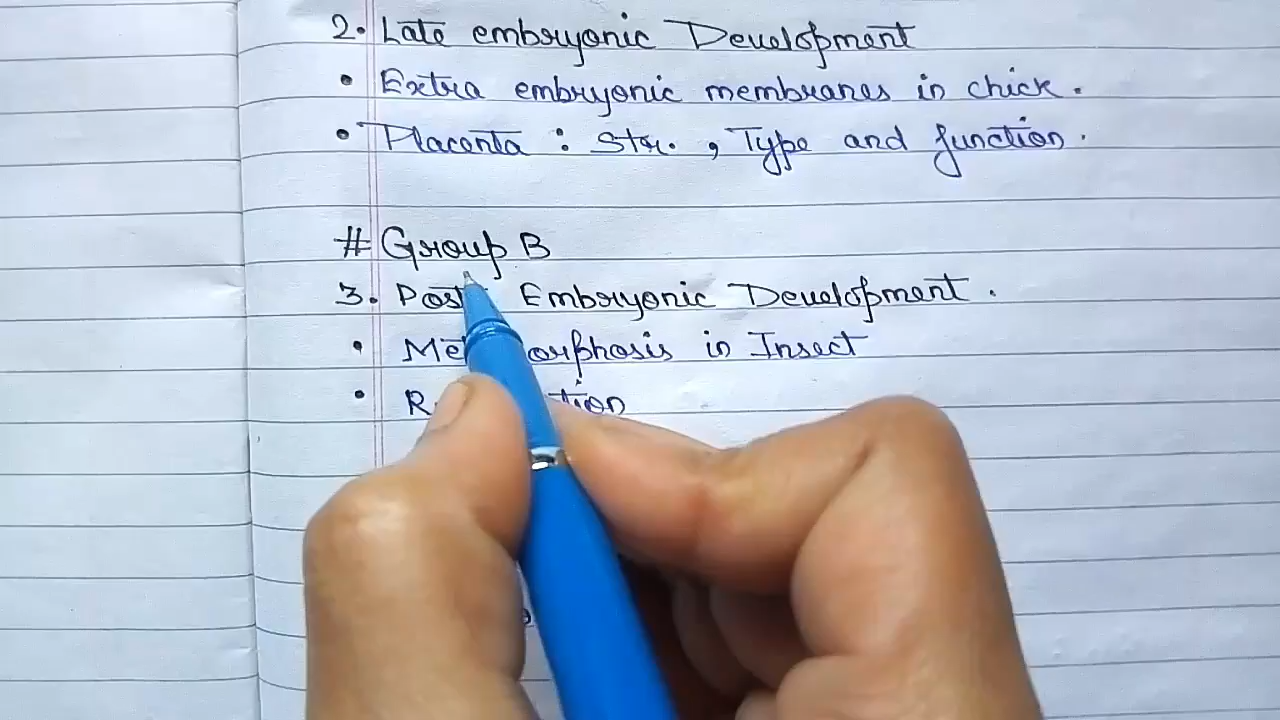 2. Late embryonic Development
• Extra embryonic membranes in chick.
• Placenta : Str. , Type and function.
# Group B
3. Post Embryonic Development.
• in Insect
•